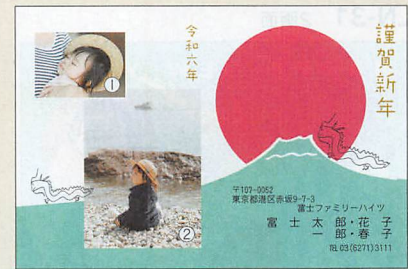 謹賀新年
令和六年
①
②
〒107-0052
東京都港区赤坂9-7-3
富士ファミリーハイツ
富士太郎・花子
一郎・春子
TEL 03(6271)3111